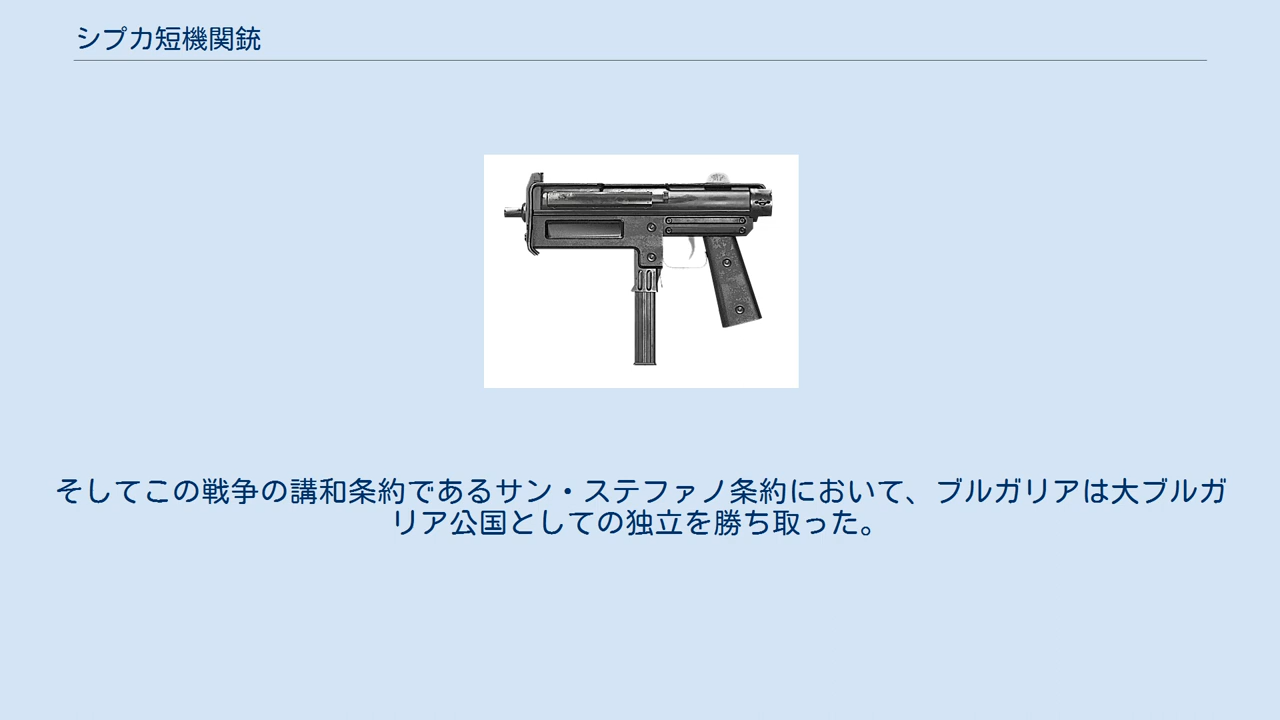 シプカ短機関銃
そしてこの戦争の講和条約であるサン・ステファノ条約において、ブルガリアは大ブルガ
リア公国としての独立を勝ち取った。